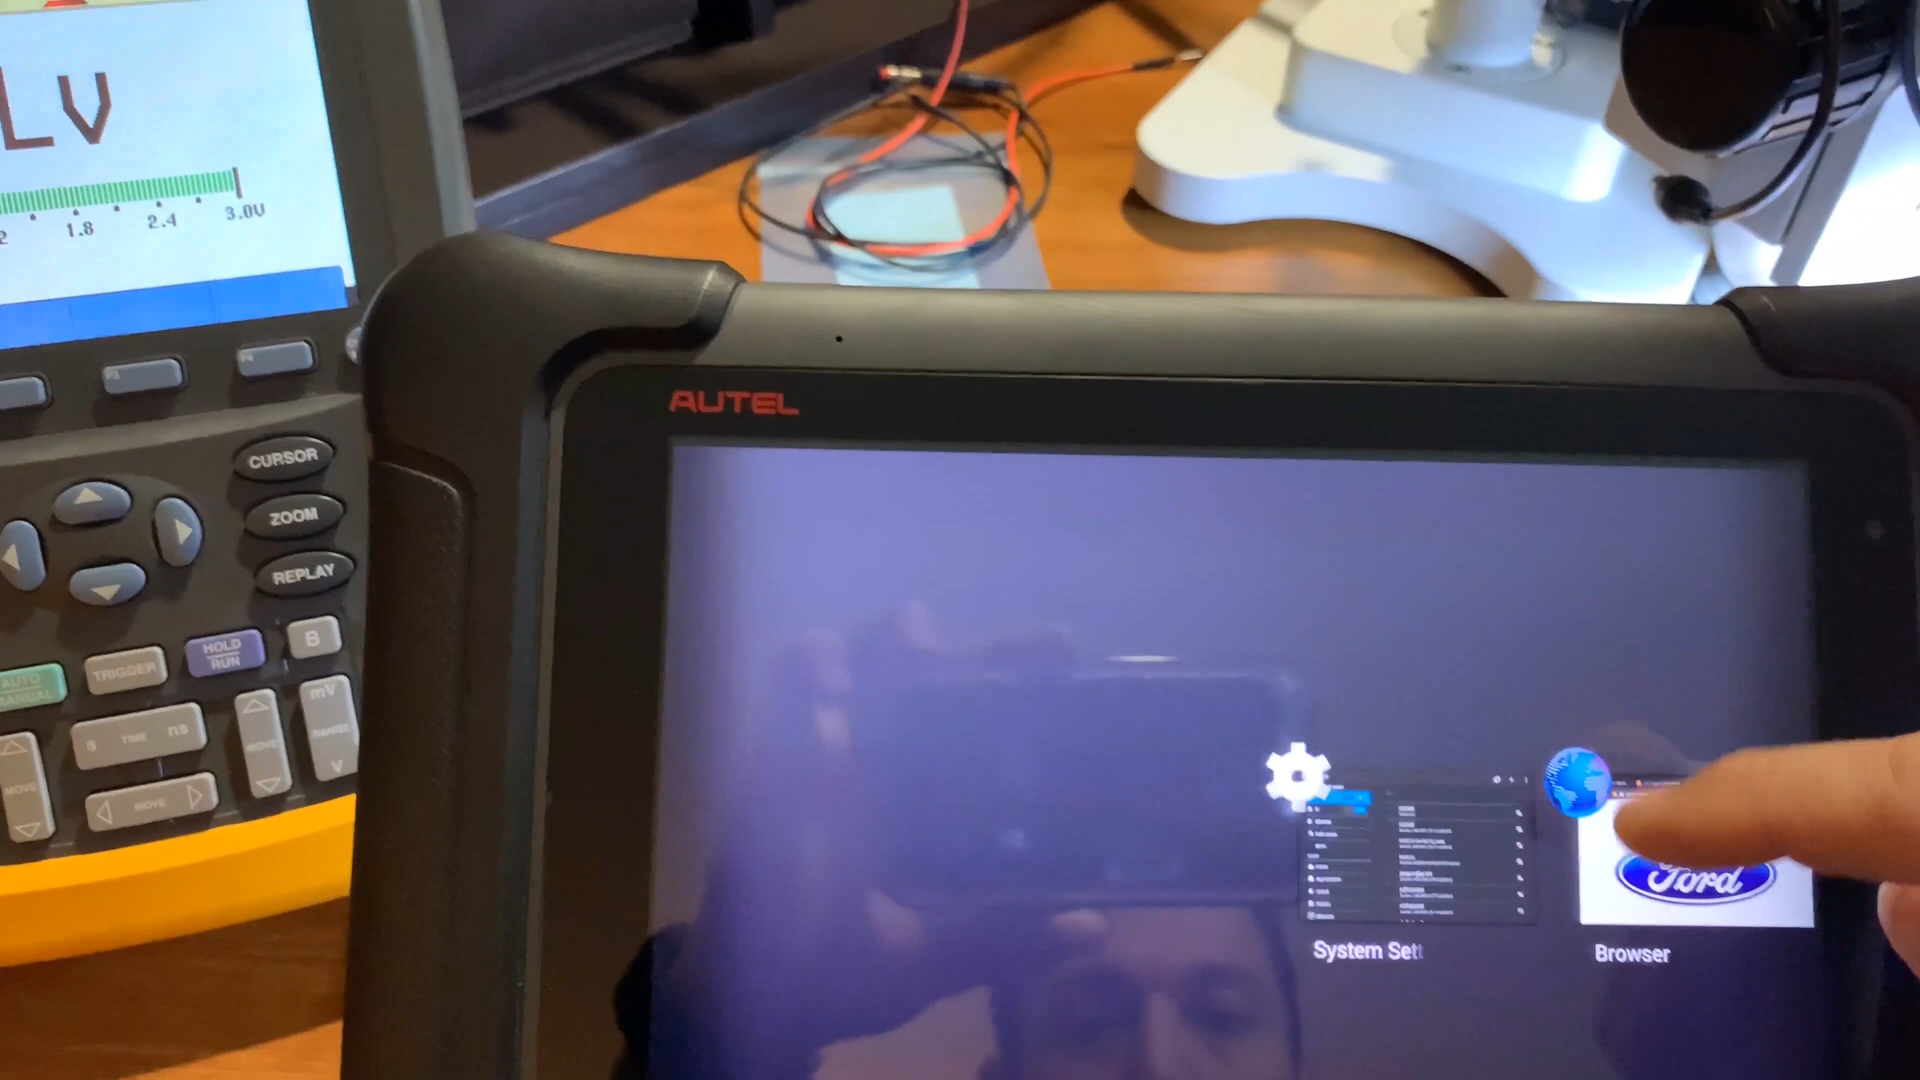 Lv
1.8
2.4
3.0V
AUTEL
CURSOR
ZOOM
REPLAY
HOLD
RUN
B
AUTO
MANUAL
TRIGGER
mV
RANGE
V
s TIME ns
MOVE
MOVE
MOVE
Ford
System Sett
Browser